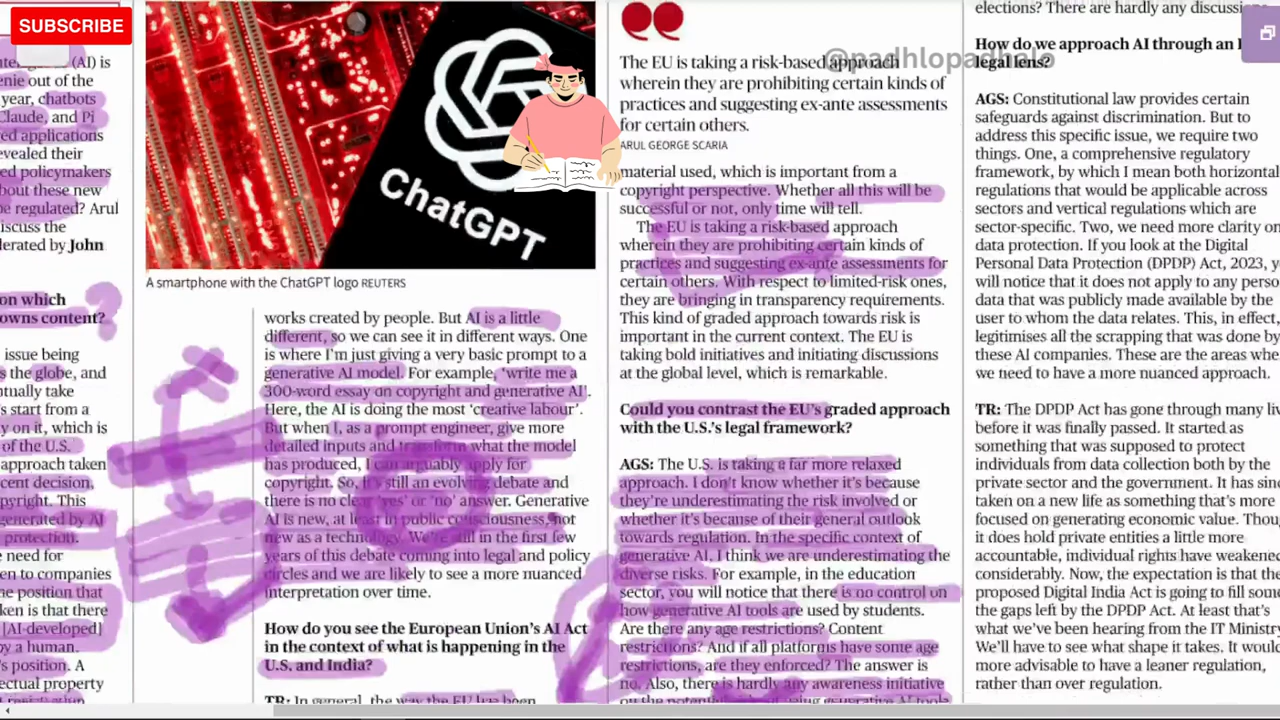 SUBSCRIBE
@padhlopadhelo
(AI) is
enie out of the
year, chatbots
Claude, and Pi
ed applications
evealed their
ed policymakers
bout these new
be regulated? Arul
iscuss the
derated by John
on which
owns content?
issue being
s the globe, and
ntually take
's start from a
y on it, which is
of the U.S.
approach taken
cent decision,
pyright. This
generated by AI
protection.
e need for
en to companies
he position that
ken is that there
[AI-developed]
by a human.
's position. A
ectual property
ChatGPT
A smartphone with the ChatGPT logo REUTERS
works created by people. But AI is a little
different, so we can see it in different ways. One
is where I'm just giving a very basic prompt to a
generative AI model. For example, 'write me a
300-word essay on copyright and generative AI'.
Here, the AI is doing the most 'creative labour'.
But when I, as a prompt engineer, give more
detailed inputs and transform what the model
has produced, I can arguably apply for
copyright. So, it's still an evolving debate and
there is no clear 'yes' or 'no' answer. Generative
AI is new, at least in public consciousness, not
new as a technology. We're still in the first few
years of this debate coming into legal and policy
circles and we are likely to see a more nuanced
interpretation over time.
How do you see the European Union's AI Act
in the context of what is happening in the
U.S. and India?
TR: In general, the way the EU has been
The EU is taking a risk-based approach
wherein they are prohibiting certain kinds of
practices and suggesting ex-ante assessments
for certain others.
ARUL GEORGE SCARIA
material used, which is important from a
copyright perspective. Whether all this will be
successful or not, only time will tell.
The EU is taking a risk-based approach
wherein they are prohibiting certain kinds of
practices and suggesting ex-ante assessments for
certain others. With respect to limited-risk ones,
they are bringing in transparency requirements.
This kind of graded approach towards risk is
important in the current context. The EU is
taking bold initiatives and initiating discussions
at the global level, which is remarkable.
Could you contrast the EU's graded approach
with the U.S.'s legal framework?
AGS: The U.S. is taking a far more relaxed
approach. I don't know whether it's because
they're underestimating the risk involved or
whether it's because of their general outlook
towards regulation. In the specific context of
generative AI, I think we are underestimating the
diverse risks. For example, in the education
sector, you will notice that there is no control on
how generative AI tools are used by students.
Are there any age restrictions? Content
restrictions? And if all platforms have some age
restrictions, are they enforced? The answer is
no. Also, there is hardly any awareness initiative
on the generative AI tools
elections? There are hardly any
How do we approach AI through an
legal lens?
AGS: Constitutional law provides certain
safeguards against discrimination. But to
address this specific issue, we require two
things. One, a comprehensive regulatory
framework, by which I mean both horizontal
regulations that would be applicable across
sectors and vertical regulations which are
sector-specific. Two, we need more clarity on
data protection. If you look at the Digital
Personal Data Protection (DPDP) Act, 2023, y
will notice that it does not apply to any perso
data that was publicly made available by the
user to whom the data relates. This, in effect,
legitimises all the scrapping that was done by
these AI companies. These are the areas whe
we need to have a more nuanced approach.
TR: The DPDP Act has gone through many li
before it was finally passed. It started as
something that was supposed to protect
individuals from data collection both by the
private sector and the government. It has sin
taken on a new life as something that's more
focused on generating economic value. Thou
it does hold private entities a little more
accountable, individual rights have weakene
considerably. Now, the expectation is that the
proposed Digital India Act is going to fill some
the gaps left by the DPDP Act. At least that's
what we've been hearing from the IT Ministry
We'll have to see what shape it takes. It would
more advisable to have a leaner regulation,
rather than over regulation.